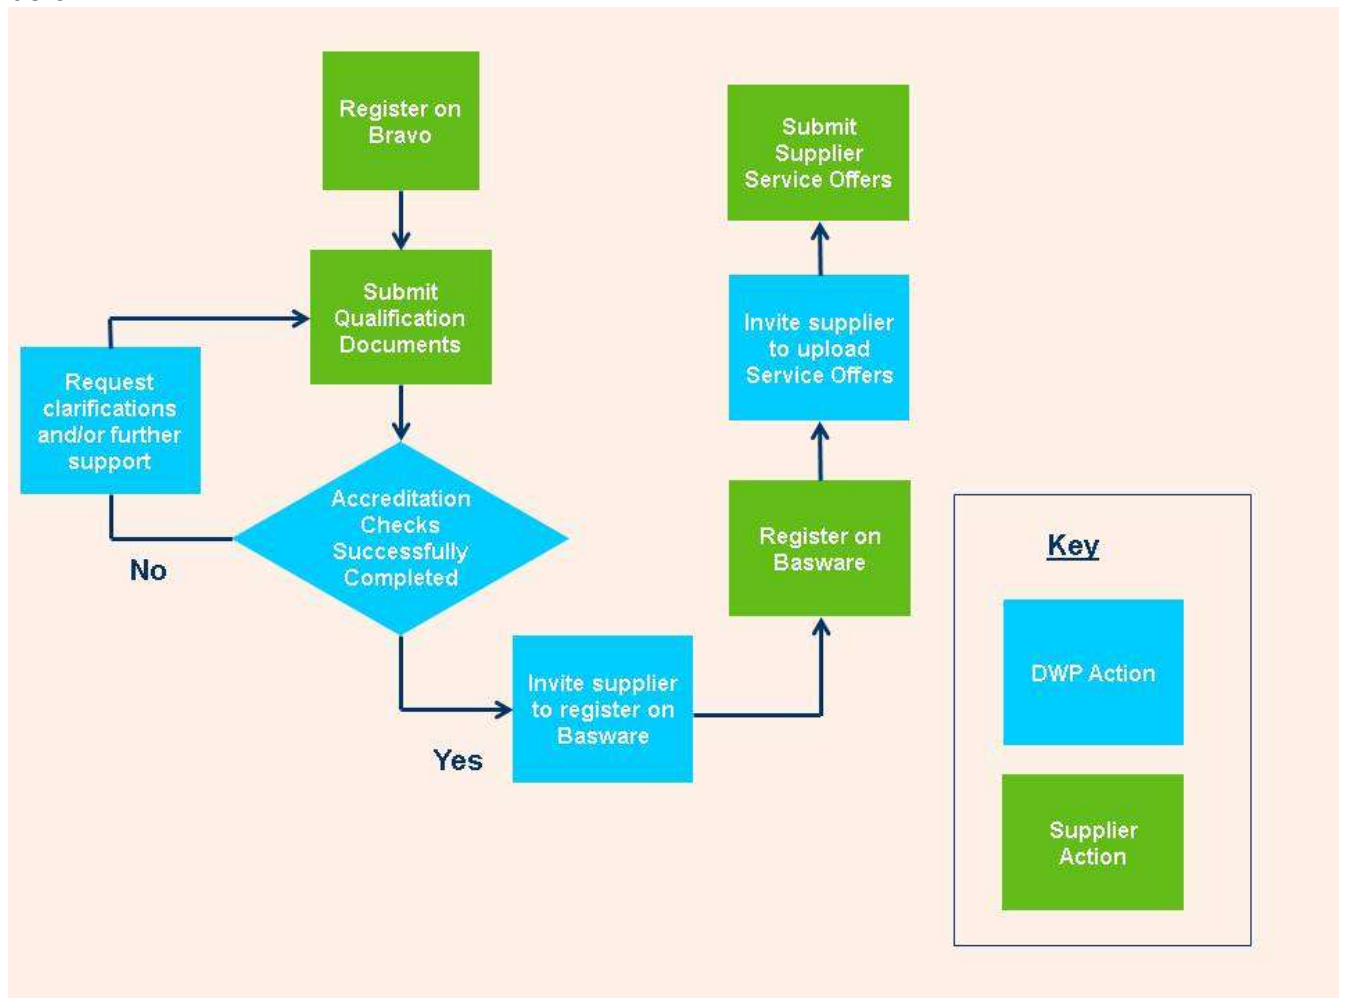 Register on
Bravo
Submit
Qualification
Documents
Request
clarifications
and/or further
support
Accreditation
Checks
Successfully
Completed
No
Yes
Invite supplier
to register on
Basware
Register on
Basware
Invite supplier
to upload
Service Offers
Submit
Supplier
Service Offers
Key
DWP Action
Supplier
Action